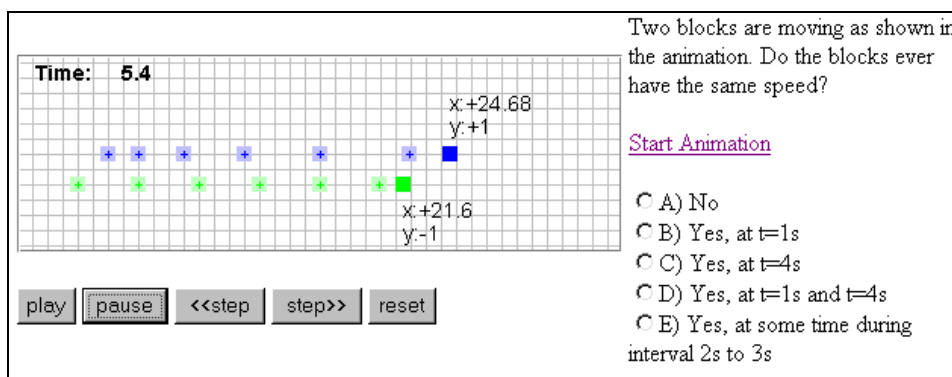 Two blocks are moving as shown in
the animation. Do the blocks ever
have the same speed?
Time: 5.4
x:+24.68
y:+1
x:+21.6
y:-1
Start Animation
A) No
B) Yes, at t=1s
C) Yes, at t=4s
D) Yes, at t=1s and t=4s
E) Yes, at some time during
interval 2s to 3s
play pause <<step step>> reset